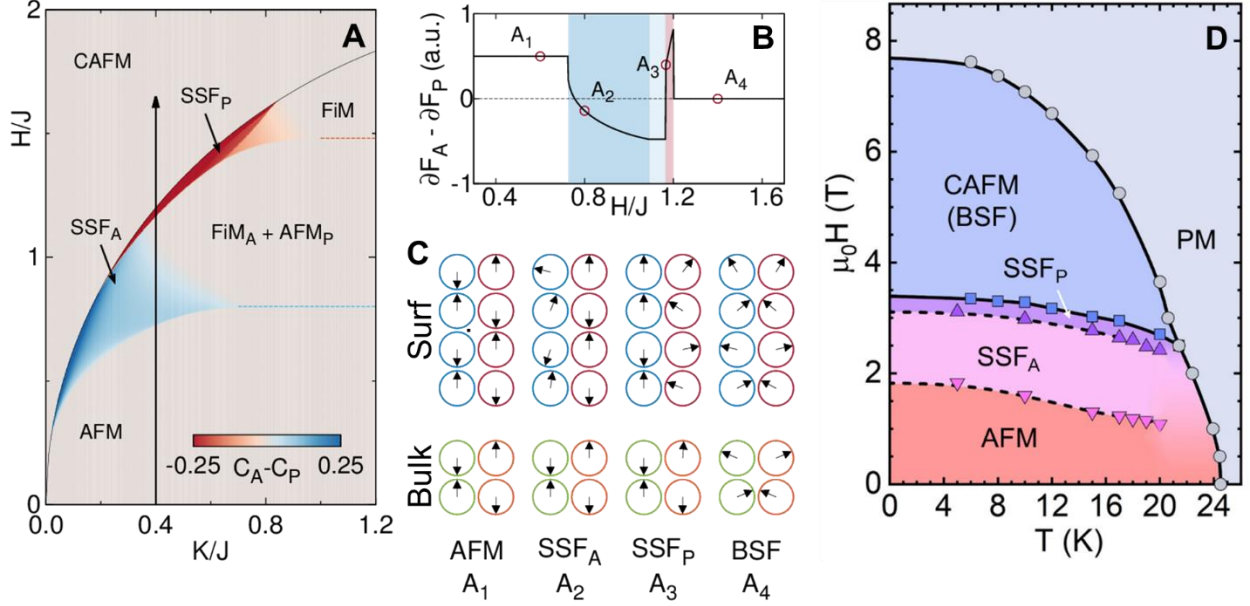 A
2
CAFM
SSF_P
FiM
H/J
1
SSF_A
FiM_A + AFM_P
AFM
-0.25 C_A-C_P 0.25
0
0.0 0.4 0.8 1.2
K/J
B
∂F_A - ∂F_P (a.u.)
1
0
-1
A_1
A_2
A_3
A_4
0.4 0.8 1.2 1.6
H/J
C
Surf
Bulk
AFM SSF_A SSF_P BSF
A_1 A_2 A_3 A_4
D
μ_0H (T)
8
6
4
2
0
CAFM
(BSF)
PM
SSF_P
SSF_A
AFM
0 4 8 12 16 20 24
T (K)